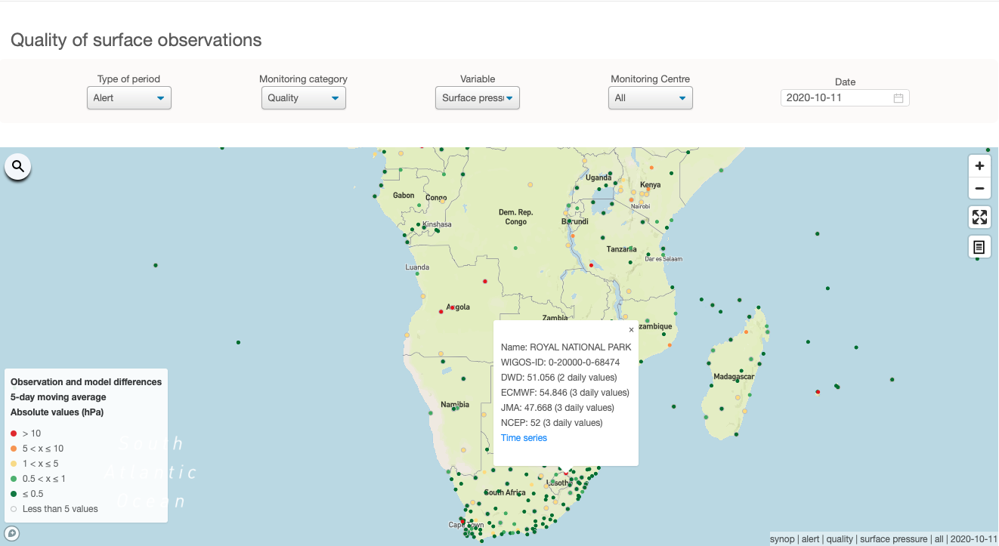 Quality of surface observations
Type of period
Monitoring category
Variable
Monitoring Centre
Date
Alert
Quality
Surface press
All
2020-10-11
Uganda
Kenya
Gabon
Congo
Nairobi
Dem. Rep.
Congo
Burundi
Kinshasa
Tanzania
Dar es Salaam
Luanda
Angola
Zambia
zambique
×
Name: ROYAL NATIONAL PARK
WIGOS-ID: 0-20000-0-68474
DWD: 51.056 (2 daily values)
ECMWF: 54.846 (3 daily values)
JMA: 47.668 (3 daily values)
NCEP: 52 (3 daily values)
Time series
Madagascar
Namibia
Lesotho
South Africa
Cape Town
South
Atlantic
Ocean
Observation and model differences
5-day moving average
Absolute values (hPa)
> 10
5 < x ≤ 10
1 < x ≤ 5
0.5 < x ≤ 1
≤ 0.5
Less than 5 values
synop | alert | quality | surface pressure | all | 2020-10-11